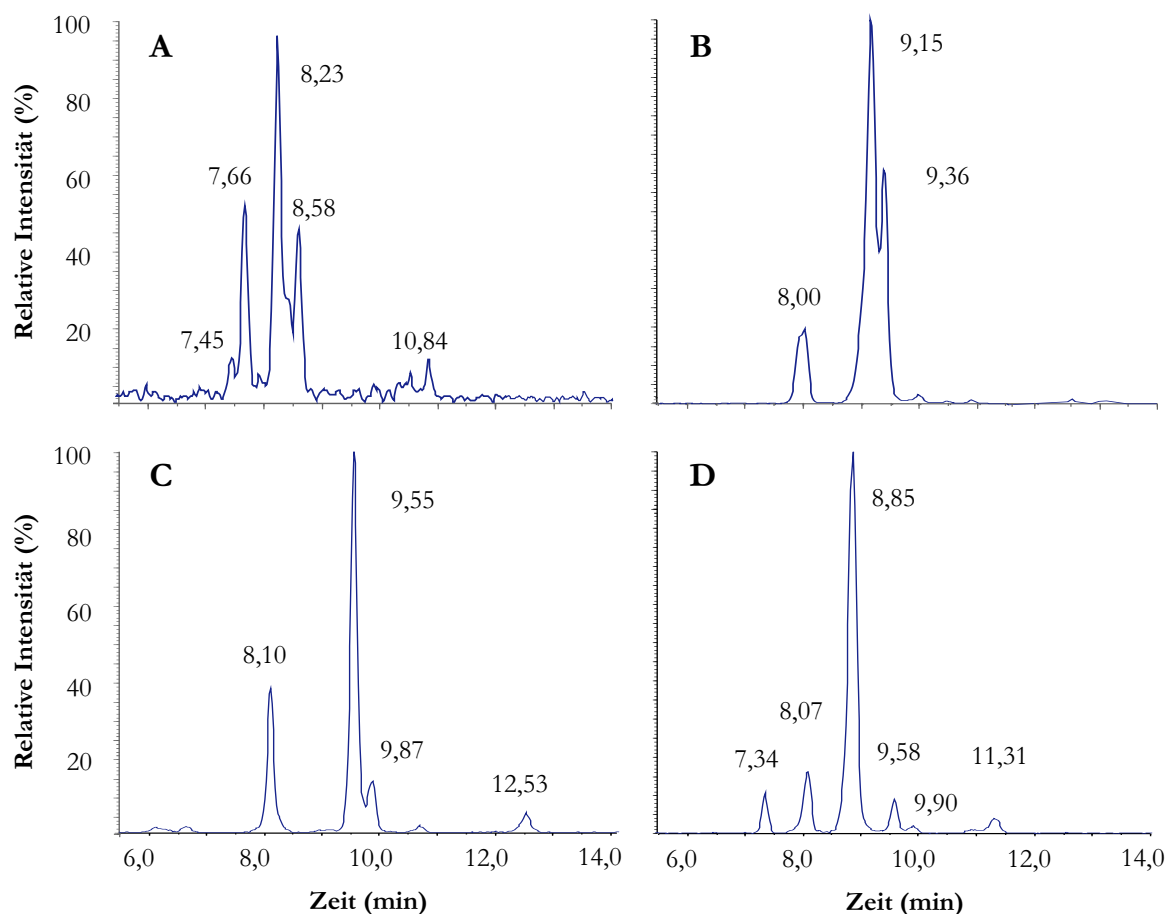 A
B
Relative Intensität (%)
100
80
60
40
20
8,23
7,66
8,58
7,45
10,84
9,15
9,36
8,00
C
D
Relative Intensität (%)
100
80
60
40
20
9,55
8,10
9,87
12,53
8,85
8,07
7,34
9,58
9,90
11,31
6,0 8,0 10,0 12,0 14,0
6,0 8,0 10,0 12,0 14,0
Zeit (min)
Zeit (min)